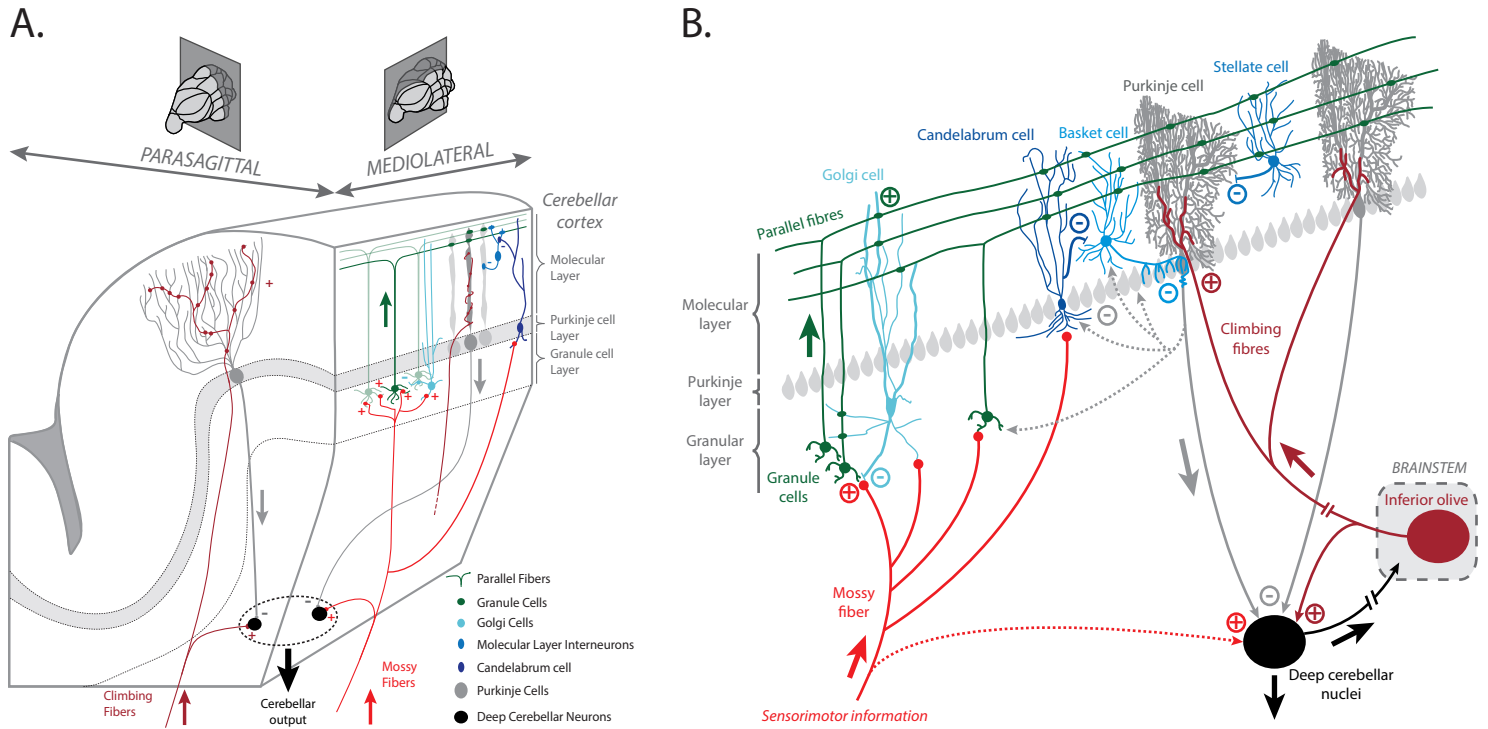 A.
PARASAGITTAL
MEDIOLATERAL
Cerebellar
cortex
Molecular
Layer
Purkinje cell
Layer
Granule cell
Layer
+
-
-
+
+
+
-
+
-
+
-
+
Parallel Fibers
Granule Cells
Golgi Cells
Molecular Layer Interneurons
Candelabrum cell
Purkinje Cells
Deep Cerebellar Neurons
Climbing
Fibers
Cerebellar
output
Mossy
Fibers
B.
Stellate cell
Purkinje cell
Candelabrum cell
Basket cell
Golgi cell
Parallel fibres
+
-
-
-
+
-
Molecular
layer
Purkinje
layer
Granular
layer
Climbing
fibres
Granule
cells
+
-
BRAINSTEM
Inferior olive
Mossy
fiber
-
+
+
Deep cerebellar
nuclei
Sensorimotor information